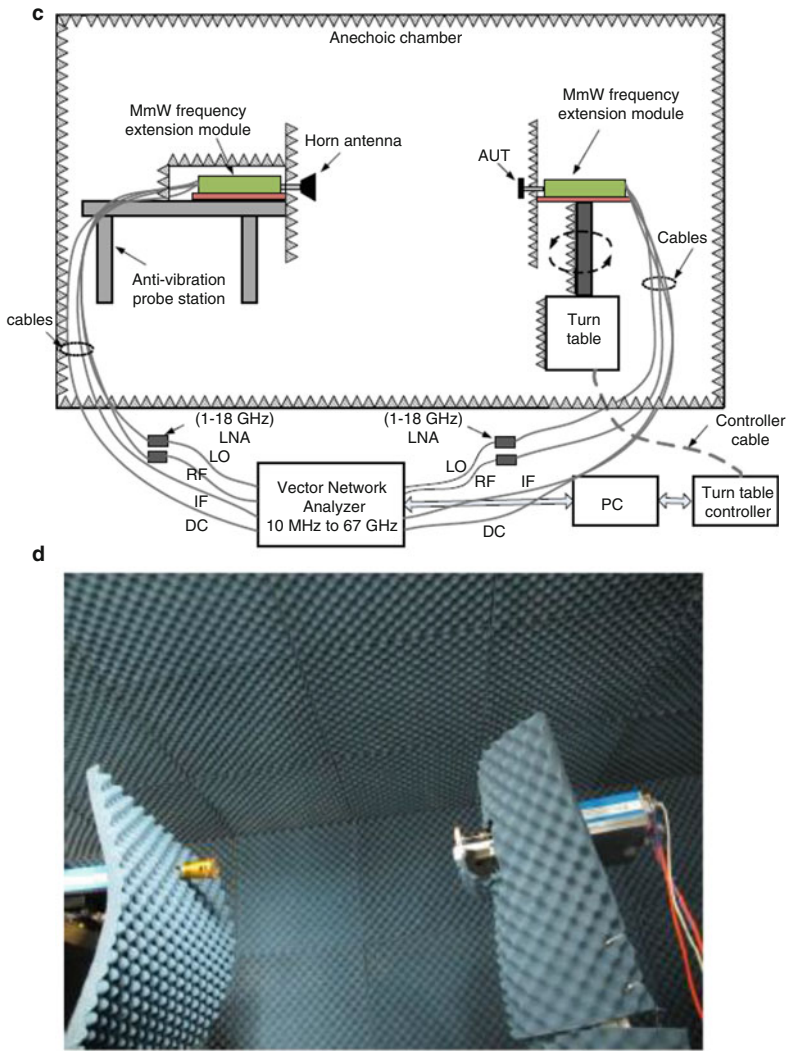 c
Anechoic chamber
MmW frequency
extension module
Horn antenna
MmW frequency
extension module
AUT
Cables
Anti-vibration
probe station
Turn
table
cables
(1-18 GHz)
LNA
LO
RF
IF
DC
Vector Network
Analyzer
10 MHz to 67 GHz
(1-18 GHz)
LNA
LO
RF
IF
DC
PC
Controller
cable
Turn table
controller
d